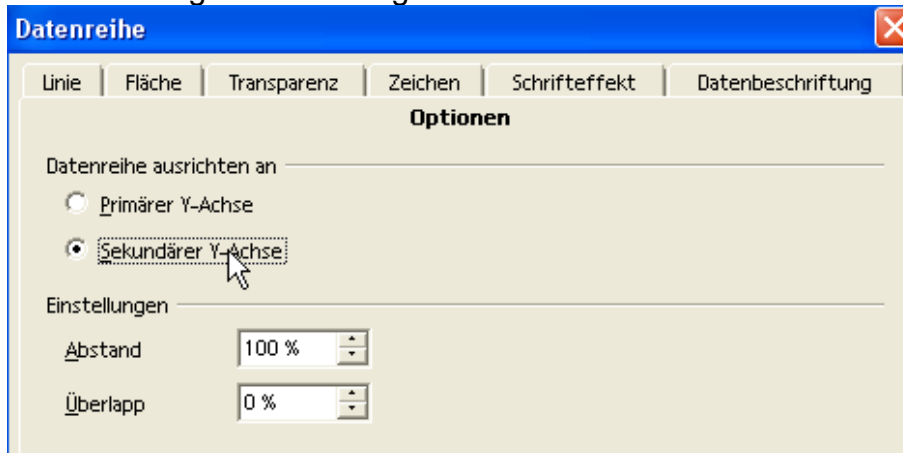 Datenreihe
Linie Fläche Transparenz Zeichen Schrifteffekt Datenbeschriftung
Optionen
Datenreihe ausrichten an
Primärer Y-Achse
Sekundärer Y-Achse
Einstellungen
Abstand 100 %
Überlapp 0 %